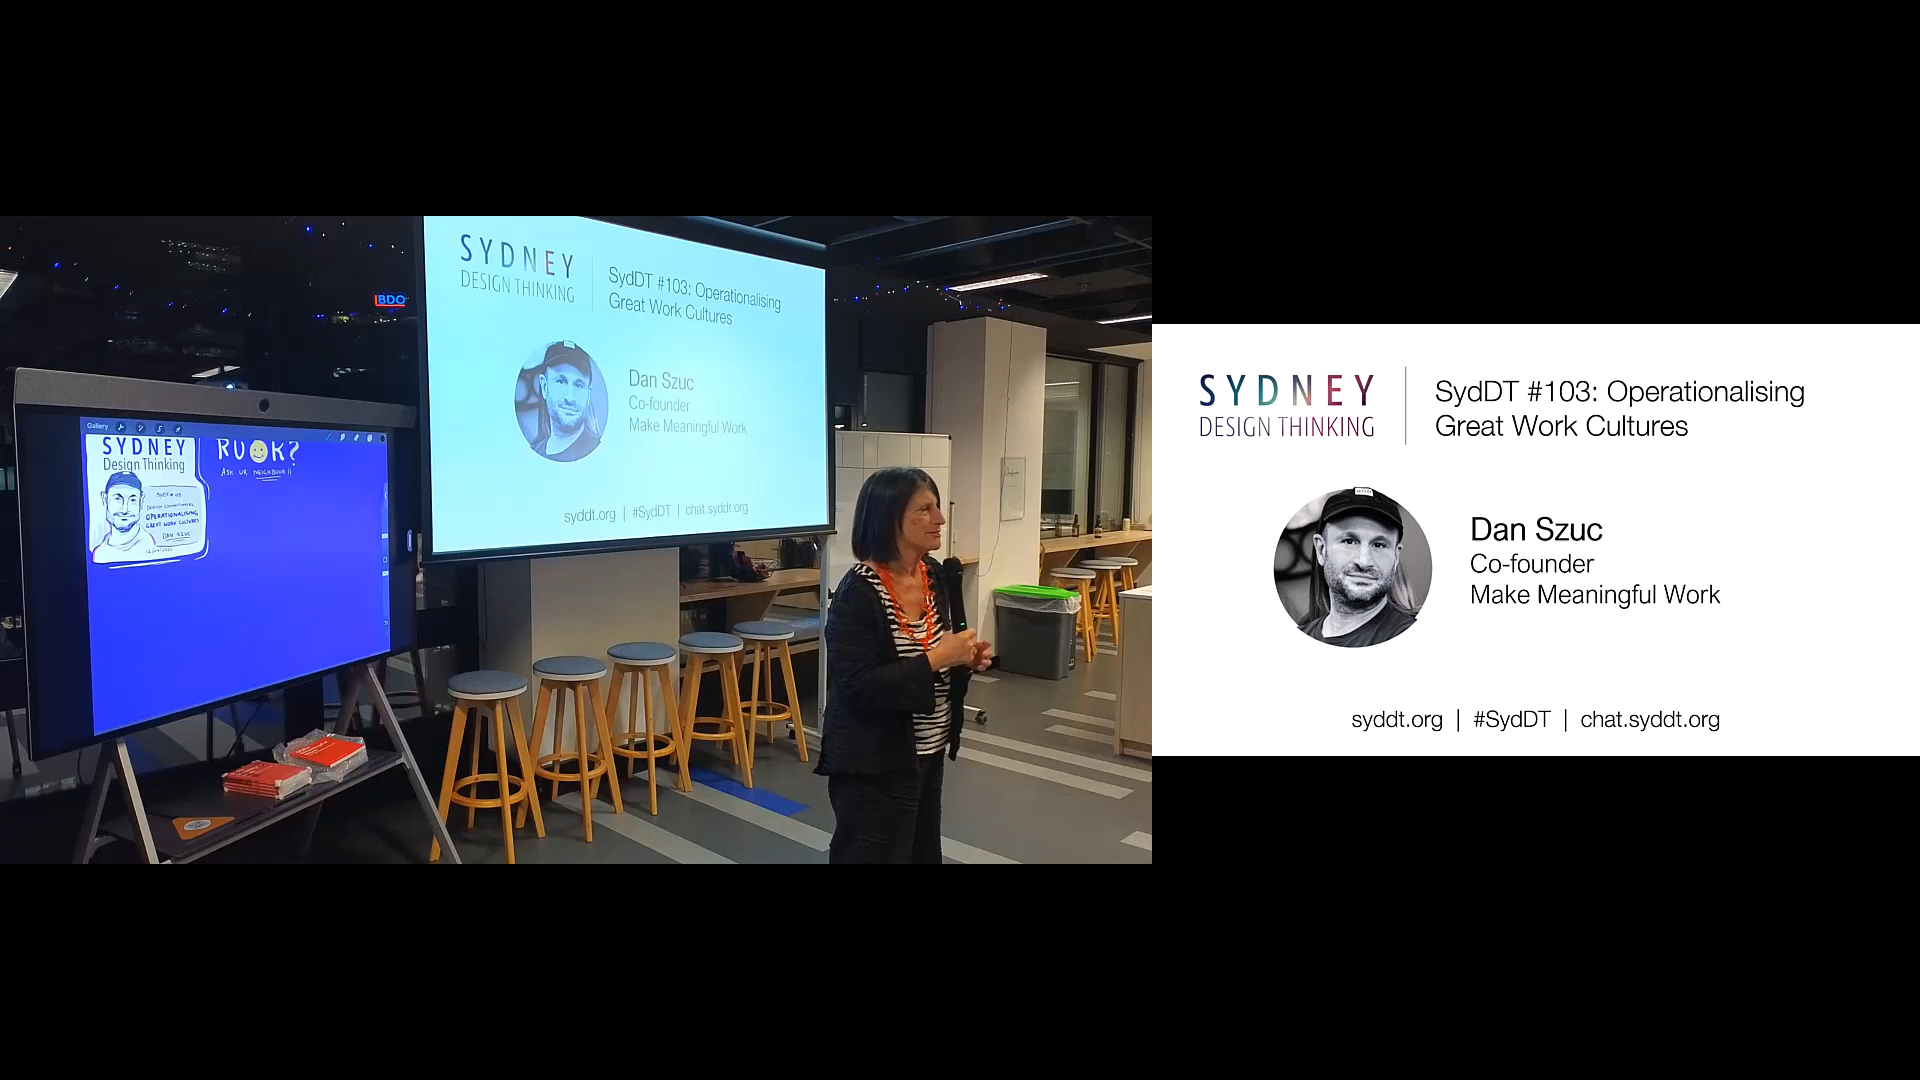 BDO
Gallery
SYDNEY
Design Thinking
SydDT #103
OPERATIONALISING
GREAT WORK CULTURES
DAN SZUC
RUOK?
ASK UR NEIGHBOUR!!
SYDNEY
DESIGN THINKING
SydDT #103: Operationalising
Great Work Cultures
Dan Szuc
Co-founder
Make Meaningful Work
syddt.org | #SydDT | chat.syddt.org
SYDNEY
DESIGN THINKING
SydDT #103: Operationalising
Great Work Cultures
Dan Szuc
Co-founder
Make Meaningful Work
syddt.org | #SydDT | chat.syddt.org